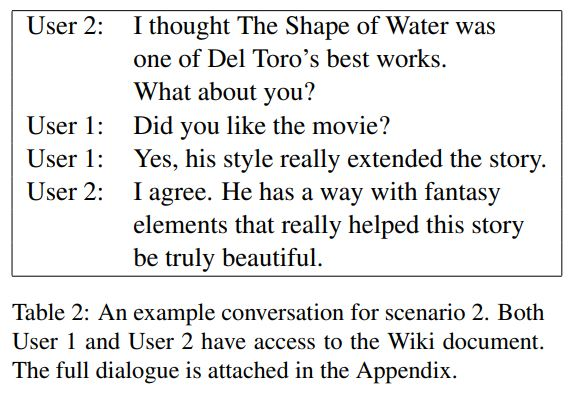 User 2: I thought The Shape of Water was
one of Del Toro's best works.
What about you?
User 1: Did you like the movie?
User 1: Yes, his style really extended the story.
User 2: I agree. He has a way with fantasy
elements that really helped this story
be truly beautiful.
Table 2: An example conversation for scenario 2. Both
User 1 and User 2 have access to the Wiki document.
The full dialogue is attached in the Appendix.